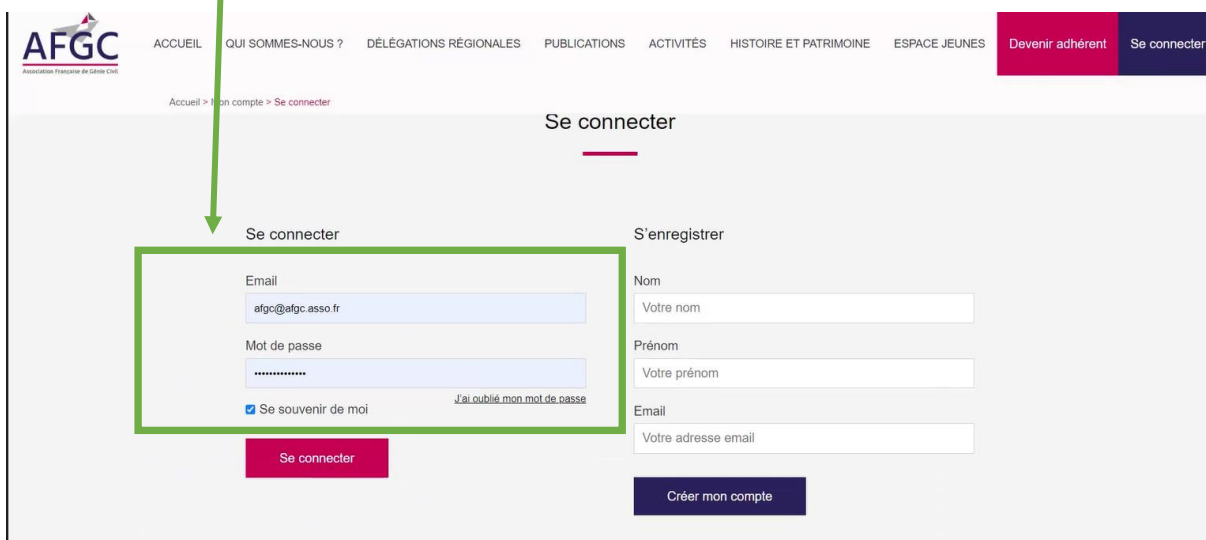 AFGC
Association Française de Génie Civil
ACCUEIL QUI SOMMES-NOUS ? DÉLÉGATIONS RÉGIONALES PUBLICATIONS ACTIVITÉS HISTOIRE ET PATRIMOINE ESPACE JEUNES Devenir adhérent Se connecter
Accueil > Mon compte > Se connecter
Se connecter
Se connecter
Email
afgc@afgc.asso.fr
Mot de passe
••••••••••••••
J'ai oublié mon mot de passe
Se souvenir de moi
Se connecter
S'enregistrer
Nom
Votre nom
Prénom
Votre prénom
Email
Votre adresse email
Créer mon compte